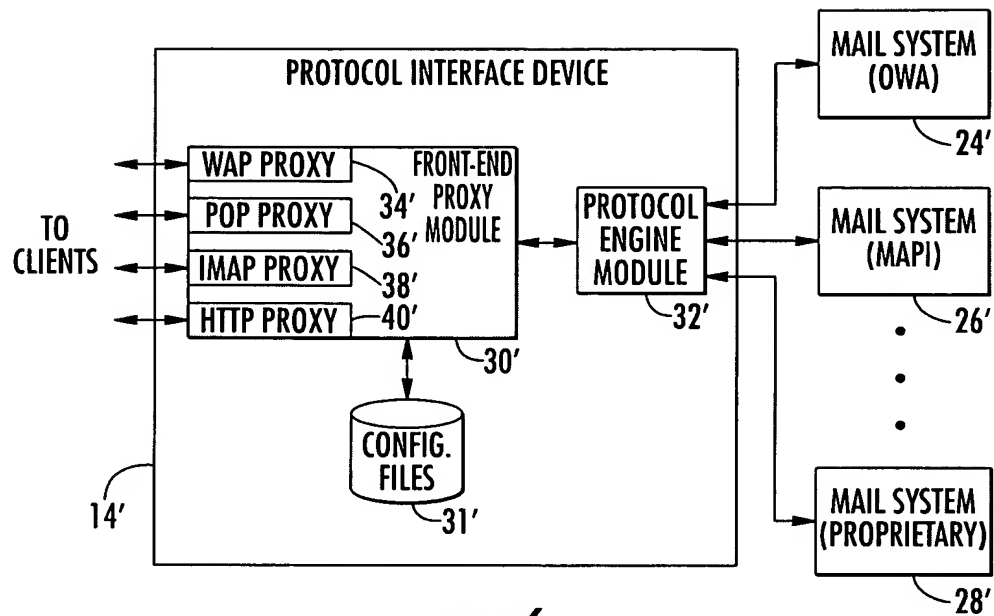 PROTOCOL INTERFACE DEVICE
TO
CLIENTS
WAP PROXY
34'
POP PROXY
36'
IMAP PROXY
38'
HTTP PROXY
40'
FRONT-END
PROXY
MODULE
30'
CONFIG.
FILES
31'
14'
PROTOCOL
ENGINE
MODULE
32'
MAIL SYSTEM
(OWA)
24'
MAIL SYSTEM
(MAPI)
26'
MAIL SYSTEM
(PROPRIETARY)
28'